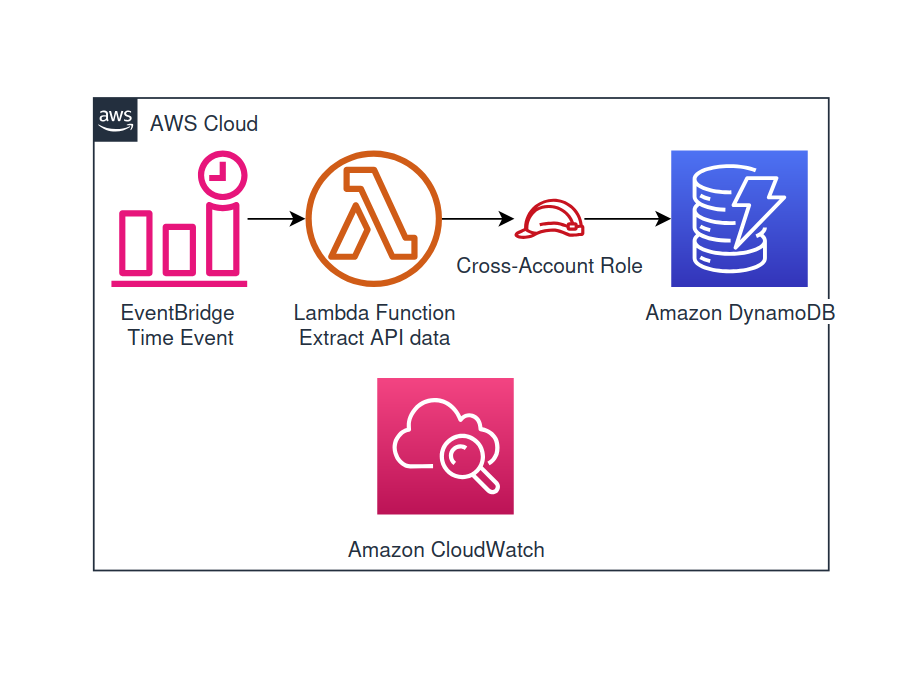 aws
AWS Cloud
Cross-Account Role
EventBridge
Time Event
Lambda Function
Extract API data
Amazon DynamoDB
Amazon CloudWatch